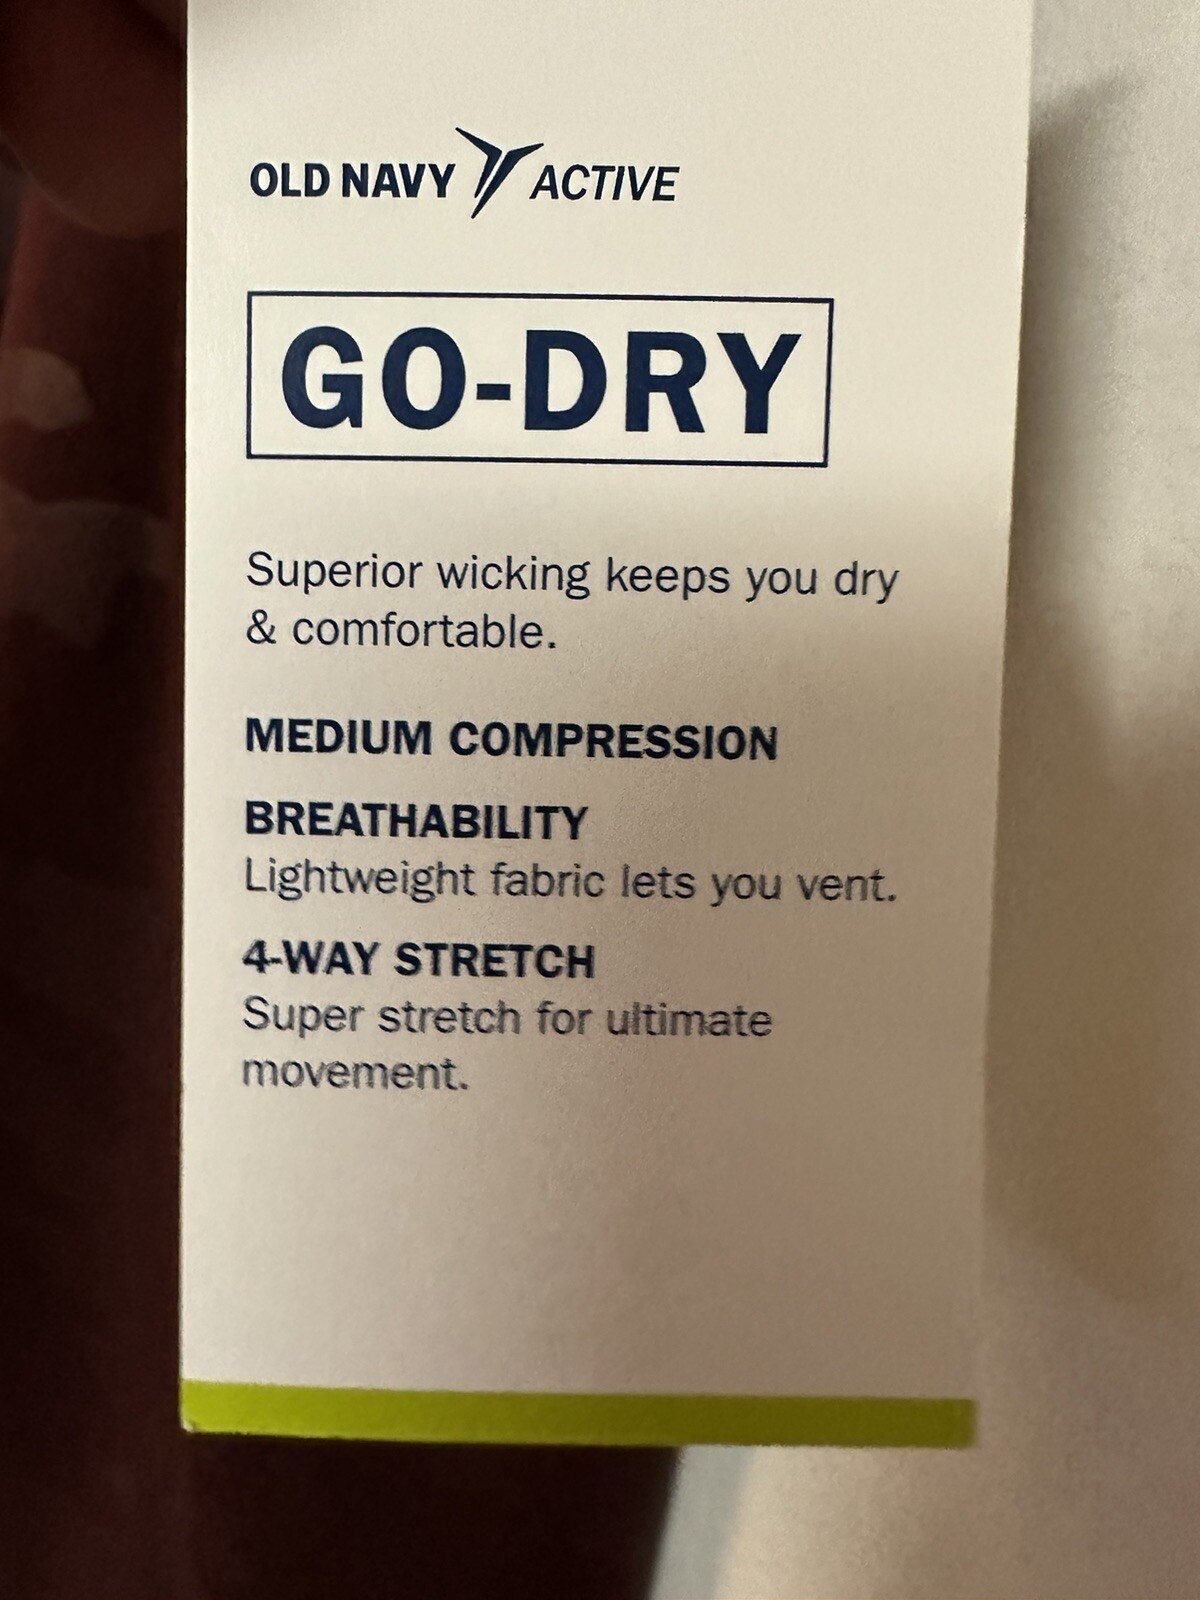 OLD NAVY ACTIVE
GO-DRY
Superior wicking keeps you dry
& comfortable.
MEDIUM COMPRESSION
BREATHABILITY
Lightweight fabric lets you vent.
4-WAY STRETCH
Super stretch for ultimate
movement.